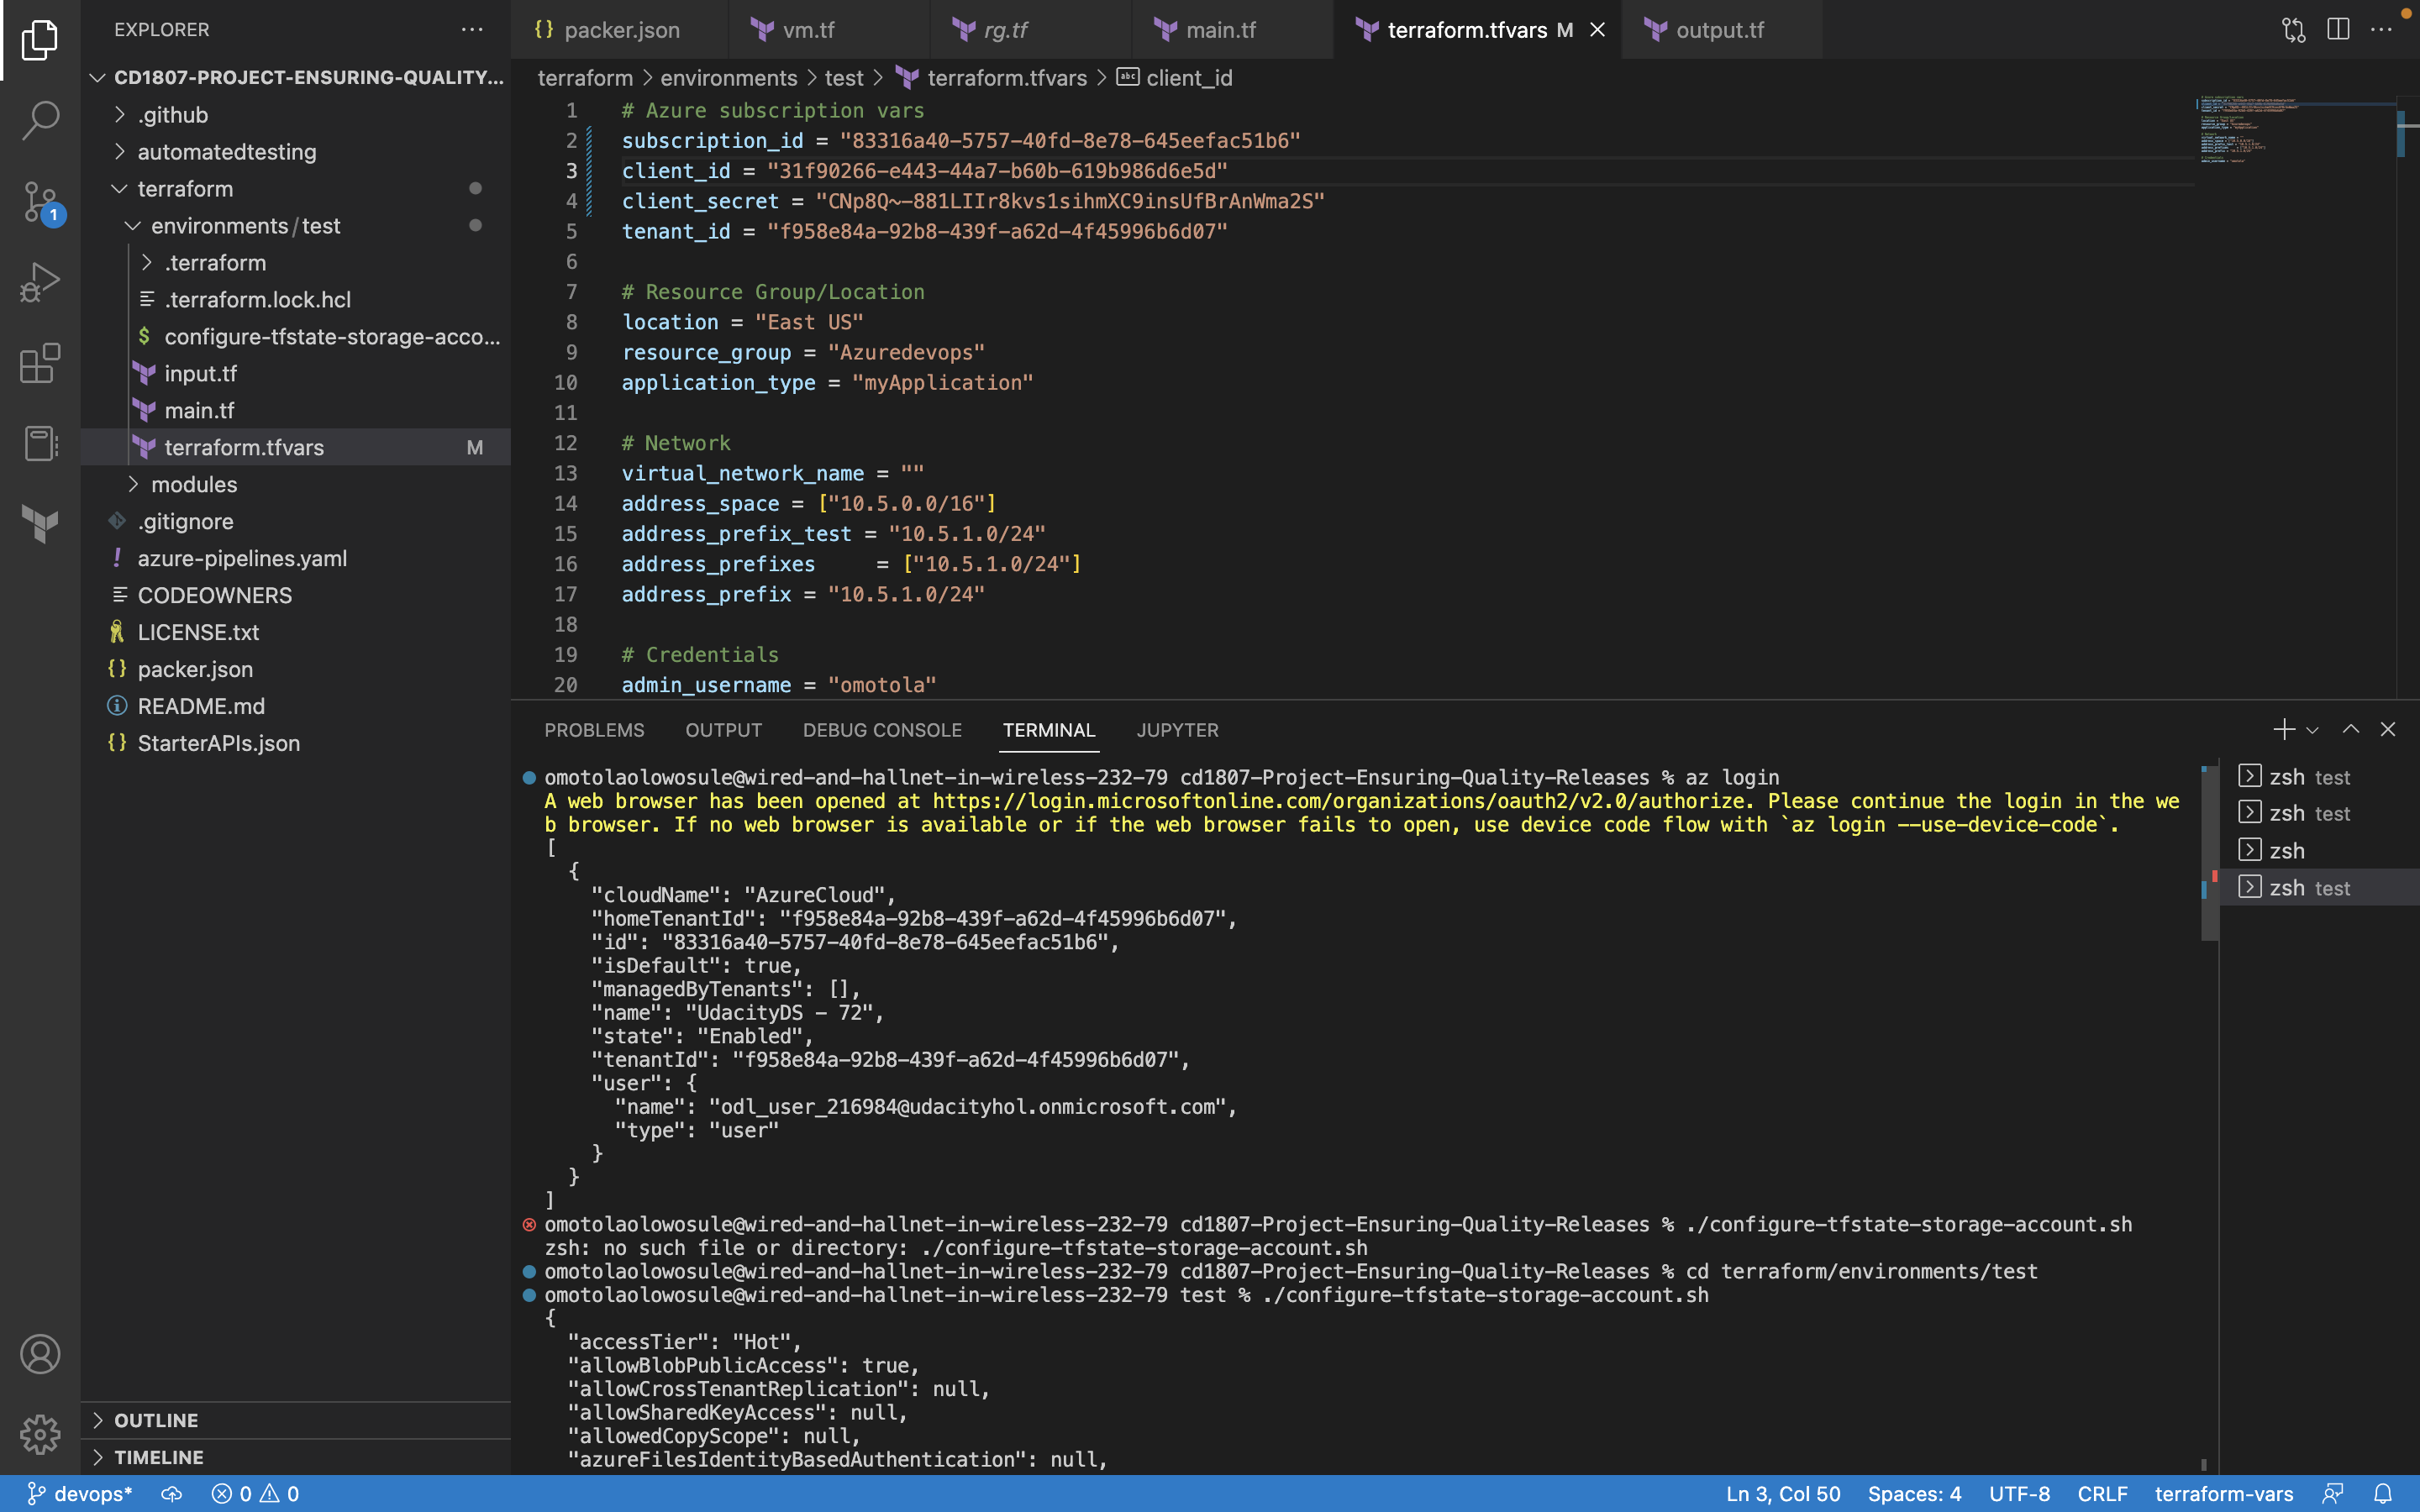 EXPLORER
CD1807-PROJECT-ENSURING-QUALITY...
.github
automatedtesting
terraform
environments/test
.terraform
.terraform.lock.hcl
configure-tfstate-storage-acco...
input.tf
main.tf
terraform.tfvars M
modules
.gitignore
azure-pipelines.yaml
CODEOWNERS
LICENSE.txt
packer.json
README.md
StarterAPIs.json
OUTLINE
TIMELINE
1
packer.json vm.tf rg.tf main.tf terraform.tfvars M output.tf
terraform > environments > test > terraform.tfvars > abc client_id
1 # Azure subscription vars
2 subscription_id = "83316a40-5757-40fd-8e78-645eefac51b6"
3 client_id = "31f90266-e443-44a7-b60b-619b986d6e5d"
4 client_secret = "CNp8Q~-881LIIr8kvs1sihmXC9insUfBrAnWma2S"
5 tenant_id = "f958e84a-92b8-439f-a62d-4f45996b6d07"
6
7 # Resource Group/Location
8 location = "East US"
9 resource_group = "Azuredevops"
10 application_type = "myApplication"
11
12 # Network
13 virtual_network_name = ""
14 address_space = ["10.5.0.0/16"]
15 address_prefix_test = "10.5.1.0/24"
16 address_prefixes     = ["10.5.1.0/24"]
17 address_prefix = "10.5.1.0/24"
18
19 # Credentials
20 admin_username = "omotola"
PROBLEMS OUTPUT DEBUG CONSOLE TERMINAL JUPYTER
omotolaolowosule@wired-and-hallnet-in-wireless-232-79 cd1807-Project-Ensuring-Quality-Releases % az login
A web browser has been opened at https://login.microsoftonline.com/organizations/oauth2/v2.0/authorize. Please continue the login in the we
b browser. If no web browser is available or if the web browser fails to open, use device code flow with `az login --use-device-code`.
[
{
"cloudName": "AzureCloud",
"homeTenantId": "f958e84a-92b8-439f-a62d-4f45996b6d07",
"id": "83316a40-5757-40fd-8e78-645eefac51b6",
"isDefault": true,
"managedByTenants": [],
"name": "UdacityDS - 72",
"state": "Enabled",
"tenantId": "f958e84a-92b8-439f-a62d-4f45996b6d07",
"user": {
"name": "odl_user_216984@udacityhol.onmicrosoft.com",
"type": "user"
}
}
]
omotolaolowosule@wired-and-hallnet-in-wireless-232-79 cd1807-Project-Ensuring-Quality-Releases % ./configure-tfstate-storage-account.sh
zsh: no such file or directory: ./configure-tfstate-storage-account.sh
omotolaolowosule@wired-and-hallnet-in-wireless-232-79 cd1807-Project-Ensuring-Quality-Releases % cd terraform/environments/test
omotolaolowosule@wired-and-hallnet-in-wireless-232-79 test % ./configure-tfstate-storage-account.sh
{
"accessTier": "Hot",
"allowBlobPublicAccess": true,
"allowCrossTenantReplication": null,
"allowSharedKeyAccess": null,
"allowedCopyScope": null,
"azureFilesIdentityBasedAuthentication": null,
zsh test
zsh test
zsh
zsh test
devops* 0 0 Ln 3, Col 50 Spaces: 4 UTF-8 CRLF terraform-vars